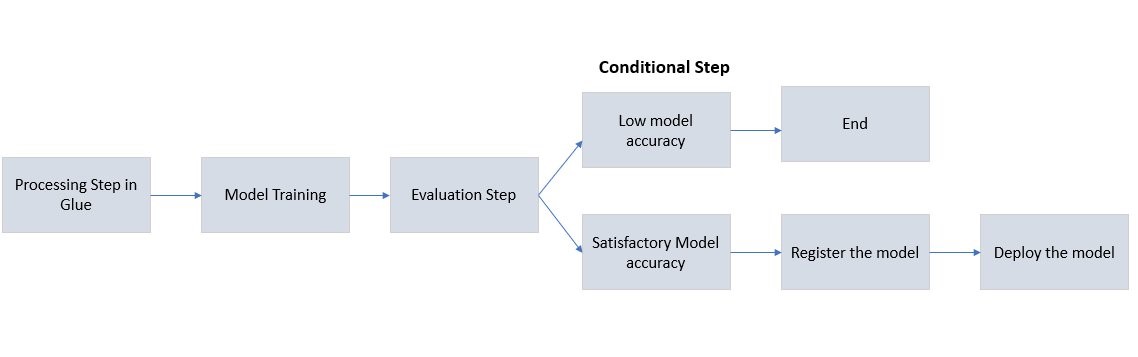 Conditional Step
Low model
accuracy
End
Processing Step in
Glue
Model Training
Evaluation Step
Satisfactory Model
accuracy
Register the model
Deploy the model